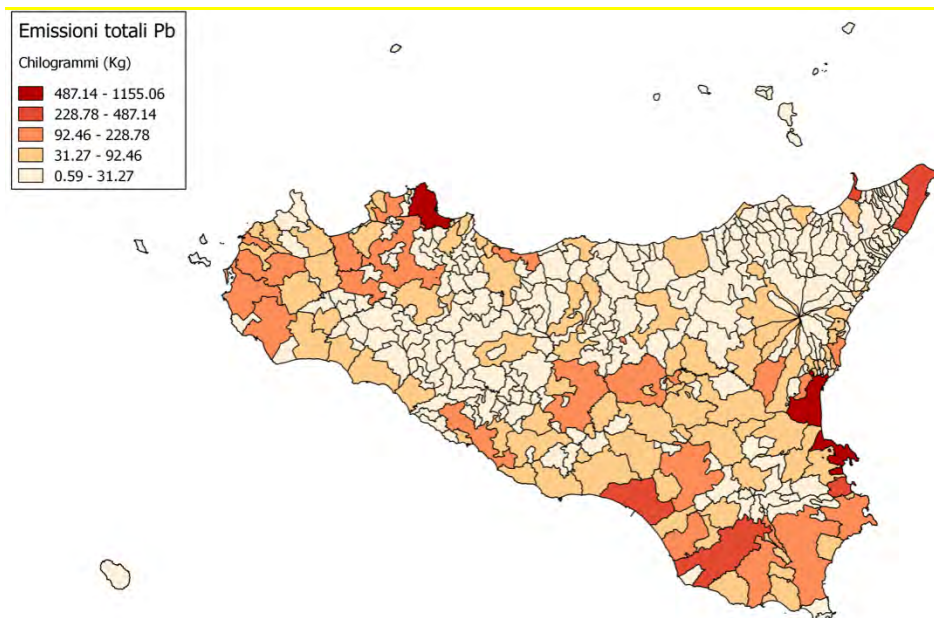 Emissioni totali Pb
Chilogrammi (Kg)
487.14 - 1155.06
228.78 - 487.14
92.46 - 228.78
31.27 - 92.46
0.59 - 31.27